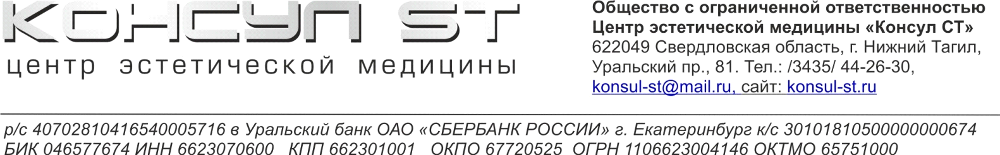 КОНСУЛ ST
центр эстетической медицины
Общество с ограниченной ответственностью
Центр эстетической медицины «Консул СТ»
622049 Свердловская область, г. Нижний Тагил,
Уральский пр., 81. Тел.: /3435/ 44-26-30,
konsul-st@mail.ru, сайт: konsul-st.ru
р/с 40702810416540005716 в Уральский банк ОАО «СБЕРБАНК РОССИИ» г. Екатеринбург к/с 30101810500000000674
БИК 046577674 ИНН 6623070600 КПП 662301001 ОКПО 67720525 ОГРН 1106623004146 ОКТМО 65751000